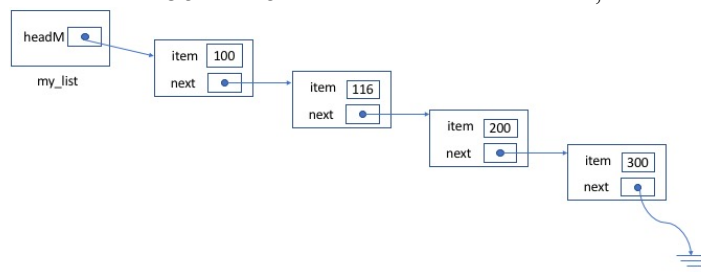 headM
my_list
item 100
next
item 116
next
item 200
next
item 300
next